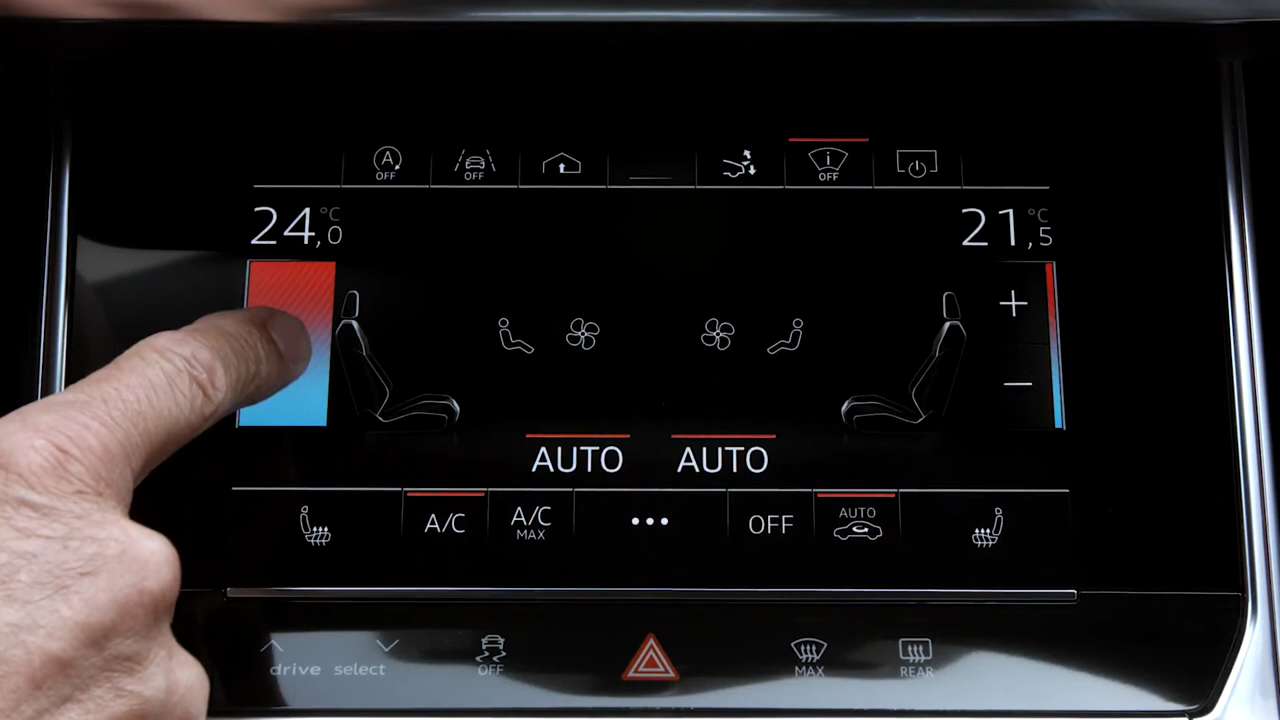 A
OFF
OFF
i
OFF
24,0 °C
21,5 °C
AUTO AUTO
A/C
A/C
MAX
OFF
AUTO
drive select
OFF
MAX
REAR